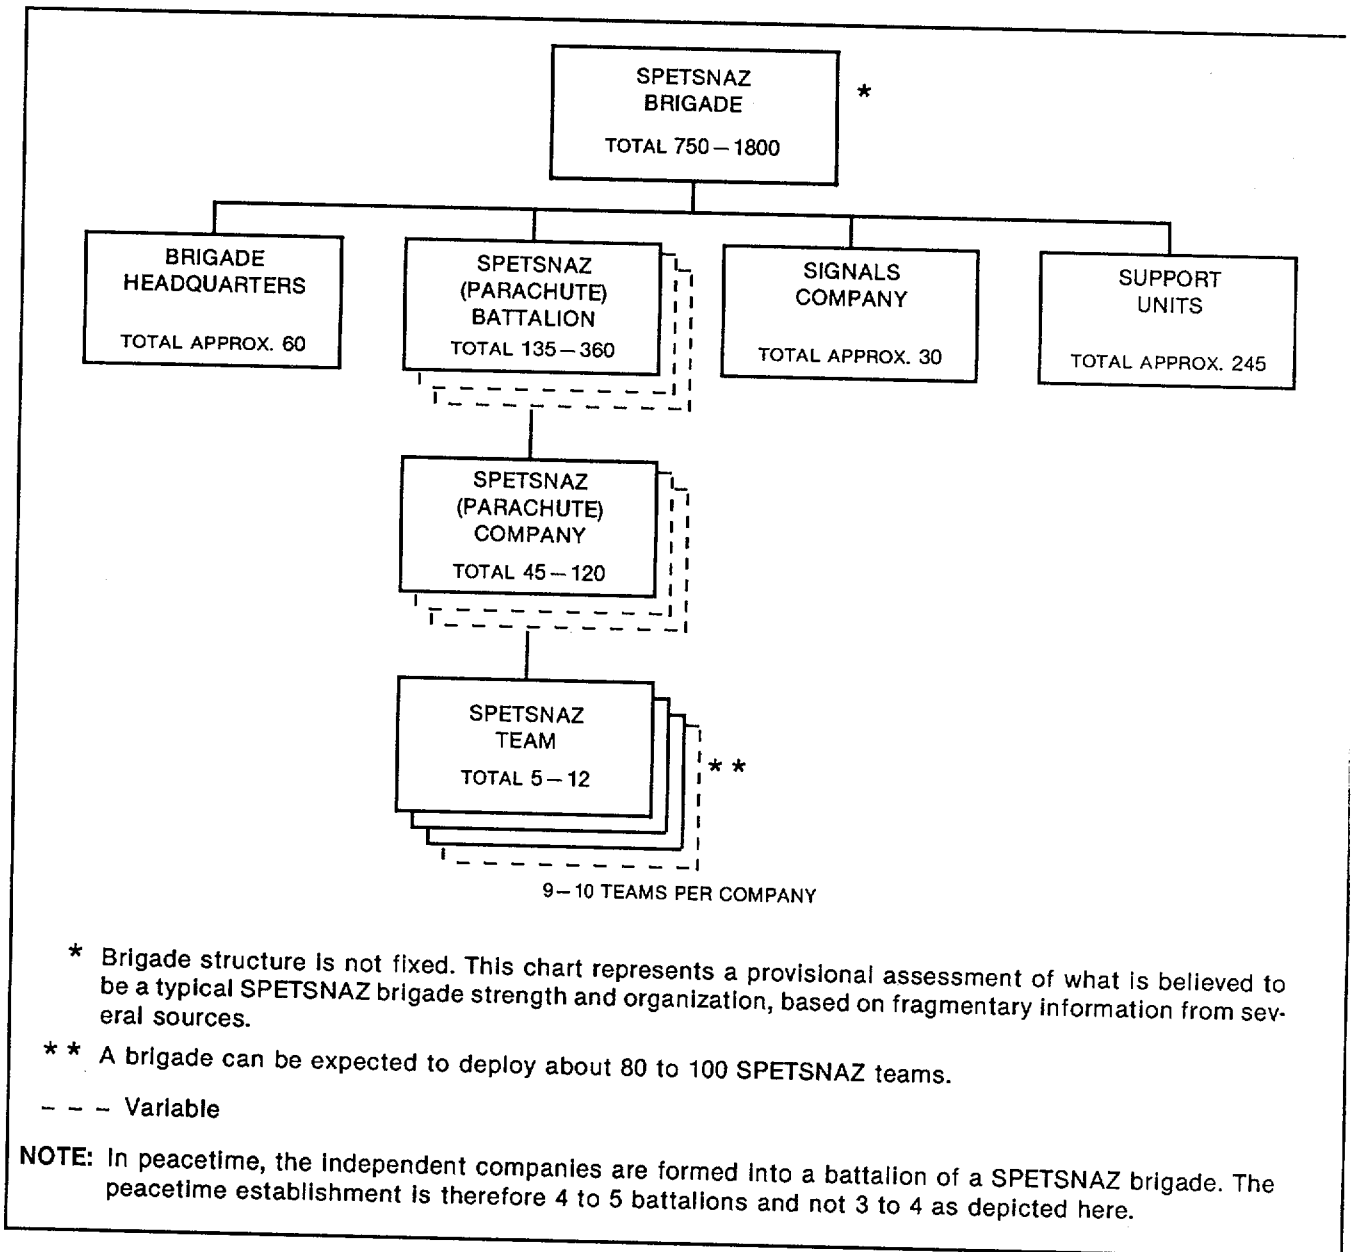 SPETSNAZ
BRIGADE
*
TOTAL 750 – 1800
BRIGADE
HEADQUARTERS
TOTAL APPROX. 60
SPETSNAZ
(PARACHUTE)
BATTALION
TOTAL 135 – 360
SIGNALS
COMPANY
TOTAL APPROX. 30
SUPPORT
UNITS
TOTAL APPROX. 245
SPETSNAZ
(PARACHUTE)
COMPANY
TOTAL 45 – 120
SPETSNAZ
TEAM
TOTAL 5 – 12
* *
9 – 10 TEAMS PER COMPANY
* Brigade structure is not fixed. This chart represents a provisional assessment of what is believed to
be a typical SPETSNAZ brigade strength and organization, based on fragmentary information from sev-
eral sources.
* * A brigade can be expected to deploy about 80 to 100 SPETSNAZ teams.
– – – Variable
NOTE: In peacetime, the independent companies are formed into a battalion of a SPETSNAZ brigade. The
peacetime establishment is therefore 4 to 5 battalions and not 3 to 4 as depicted here.